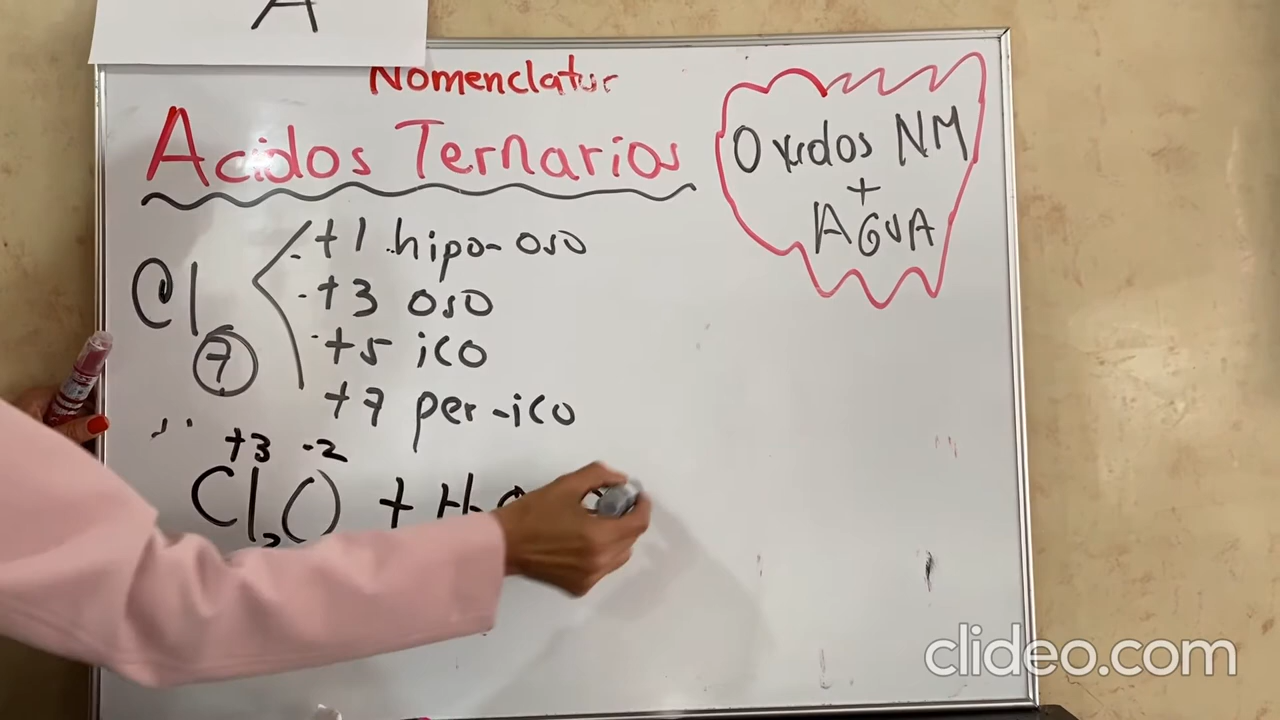 A
Nomenclatur
Acidos Ternarios
Oxidos NM
+
AGUA
+1 hipo-oso
Cl +3 oso
7 +5 ico
+7 per-ico
+3 -2
Cl2O + H2O
clideo.com